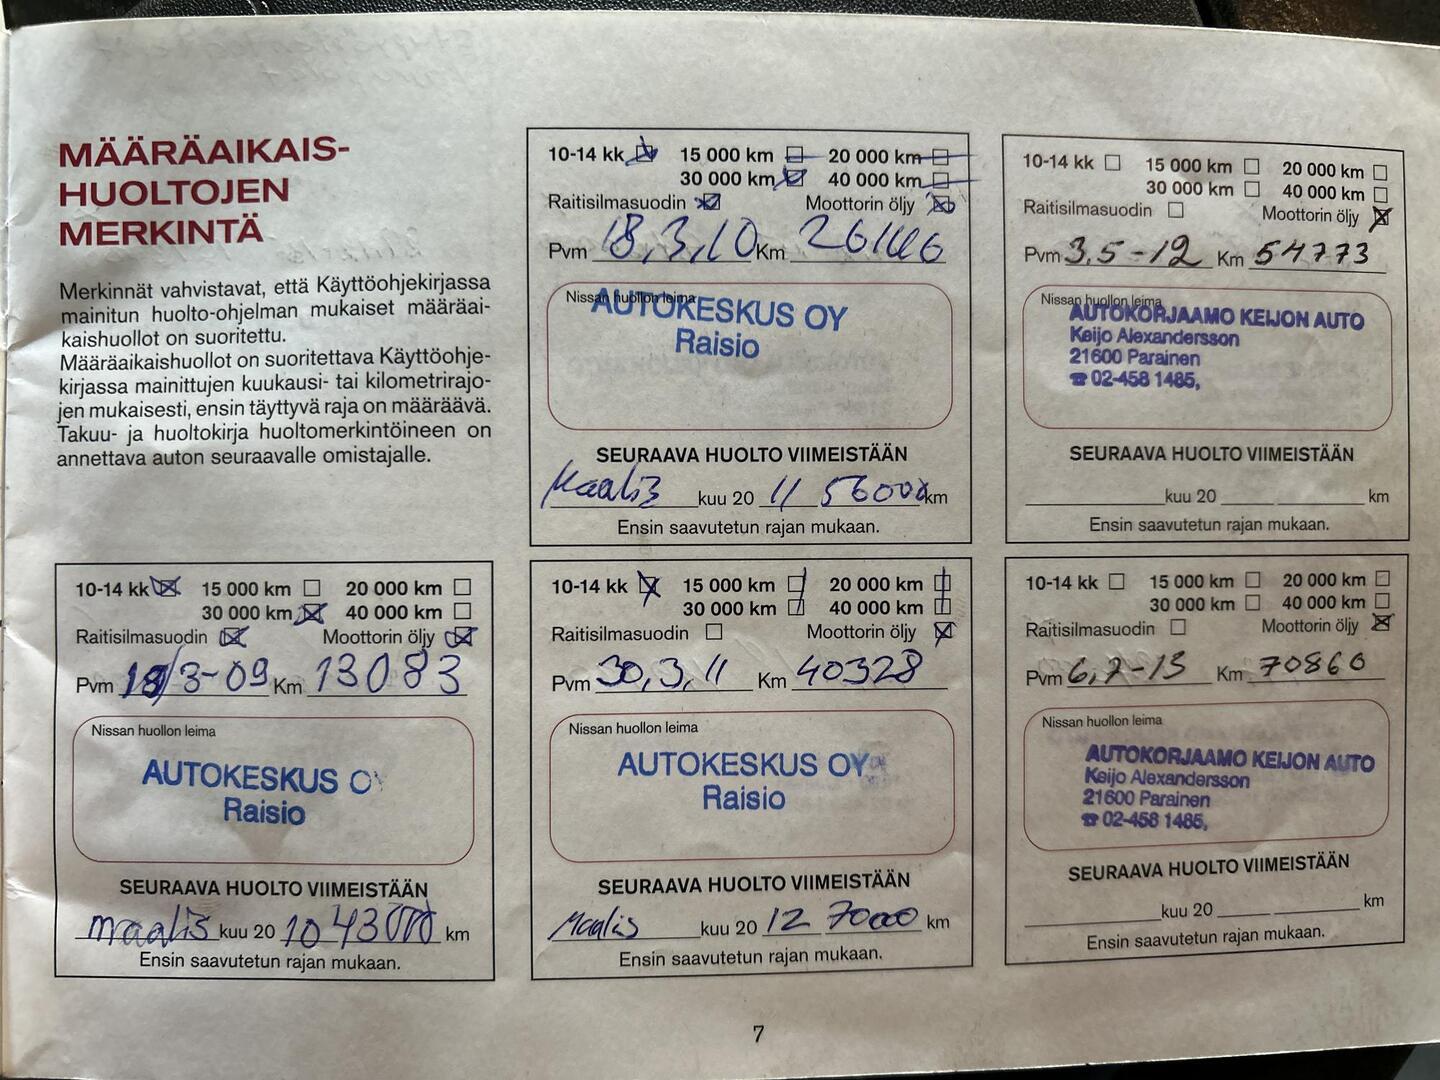 MÄÄRÄAIKAIS-
HUOLTOJEN
MERKINTÄ
Merkinnät vahvistavat, että Käyttöohjekirjassa
mainitun huolto-ohjelman mukaiset määräai-
kaishuollot on suoritettu.
Määräaikaishuollot on suoritettava Käyttöohje-
kirjassa mainittujen kuukausi- tai kilometrirajo-
jen mukaisesti, ensin täyttyvä raja on määräävä.
Takuu- ja huoltokirja huoltomerkintöineen on
annettava auton seuraavalle omistajalle.
10-14 kk 15 000 km 20 000 km
30 000 km 40 000 km
Raitisilmasuodin Moottorin öljy
Pvm 3-09 Km 13083
Nissan huollon leima
AUTOKESKUS OY
Raisio
SEURAAVA HUOLTO VIIMEISTÄÄN
maalis kuu 20 10 43000 km
Ensin saavutetun rajan mukaan.
10-14 kk 15 000 km 20 000 km
30 000 km 40 000 km
Raitisilmasuodin Moottorin öljy
Pvm 18,3,10 Km
Nissan huollon leima
AUTOKESKUS OY
Raisio
SEURAAVA HUOLTO VIIMEISTÄÄN
Maalis kuu 20 11 56000 km
Ensin saavutetun rajan mukaan.
10-14 kk 15 000 km 20 000 km
30 000 km 40 000 km
Raitisilmasuodin Moottorin öljy
Pvm 30,3,11 Km 40328
Nissan huollon leima
AUTOKESKUS OY
Raisio
SEURAAVA HUOLTO VIIMEISTÄÄN
Maalis kuu 20 12 70000 km
Ensin saavutetun rajan mukaan.
10-14 kk 15 000 km 20 000 km
30 000 km 40 000 km
Raitisilmasuodin Moottorin öljy
Pvm 3,5-12 Km 54773
Nissan huollon leima
AUTOKORJAAMO KEIJON AUTO
Keijo Alexandersson
21600 Parainen
☎ 02-458 1485,
SEURAAVA HUOLTO VIIMEISTÄÄN
kuu 20 km
Ensin saavutetun rajan mukaan.
10-14 kk 15 000 km 20 000 km
30 000 km 40 000 km
Raitisilmasuodin Moottorin öljy
Pvm 6,2-13 Km 70860
Nissan huollon leima
AUTOKORJAAMO KEIJON AUTO
Keijo Alexandersson
21600 Parainen
☎ 02-458 1485,
SEURAAVA HUOLTO VIIMEISTÄÄN
kuu 20 km
Ensin saavutetun rajan mukaan.
7